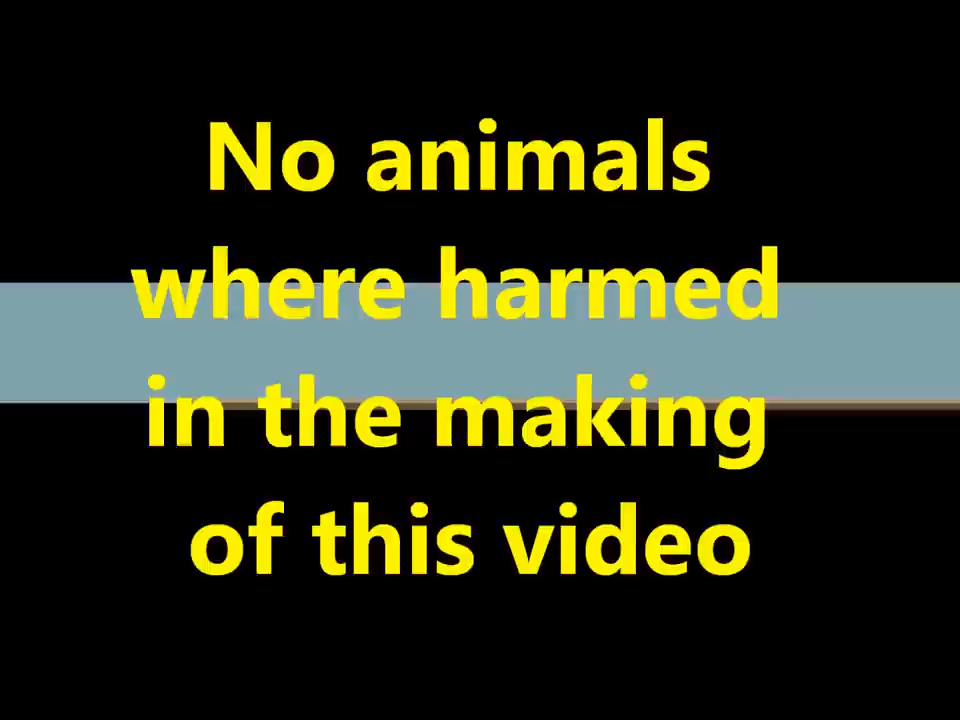 No animals
where harmed
in the making
of this video